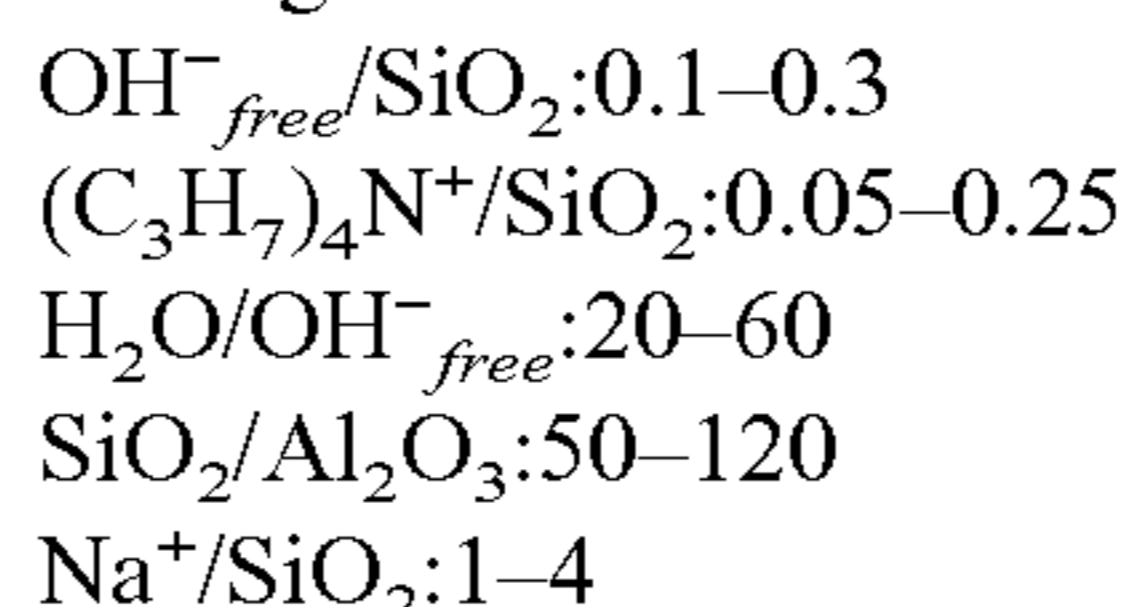 OH⁻free/SiO₂:0.1–0.3
(C₃H₇)₄N⁺/SiO₂:0.05–0.25
H₂O/OH⁻free:20–60
SiO₂/Al₂O₃:50–120
Na⁺/SiO₂:1–4